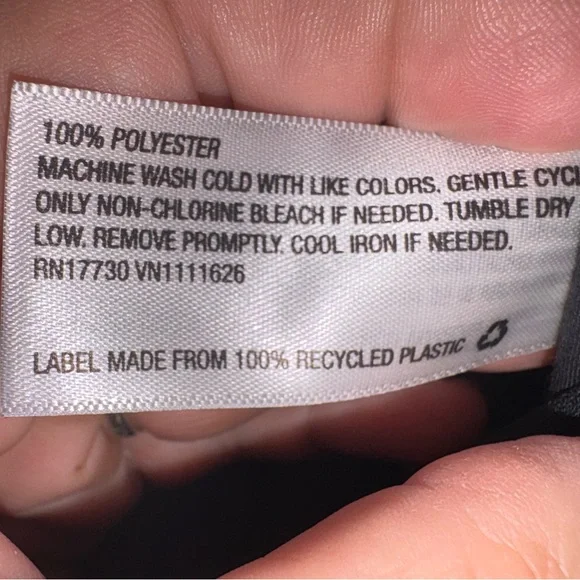 100% POLYESTER
MACHINE WASH COLD WITH LIKE COLORS. GENTLE CYCL
ONLY NON-CHLORINE BLEACH IF NEEDED. TUMBLE DRY
LOW. REMOVE PROMPTLY. COOL IRON IF NEEDED.
RN17730 VN1111626
LABEL MADE FROM 100% RECYCLED PLASTIC